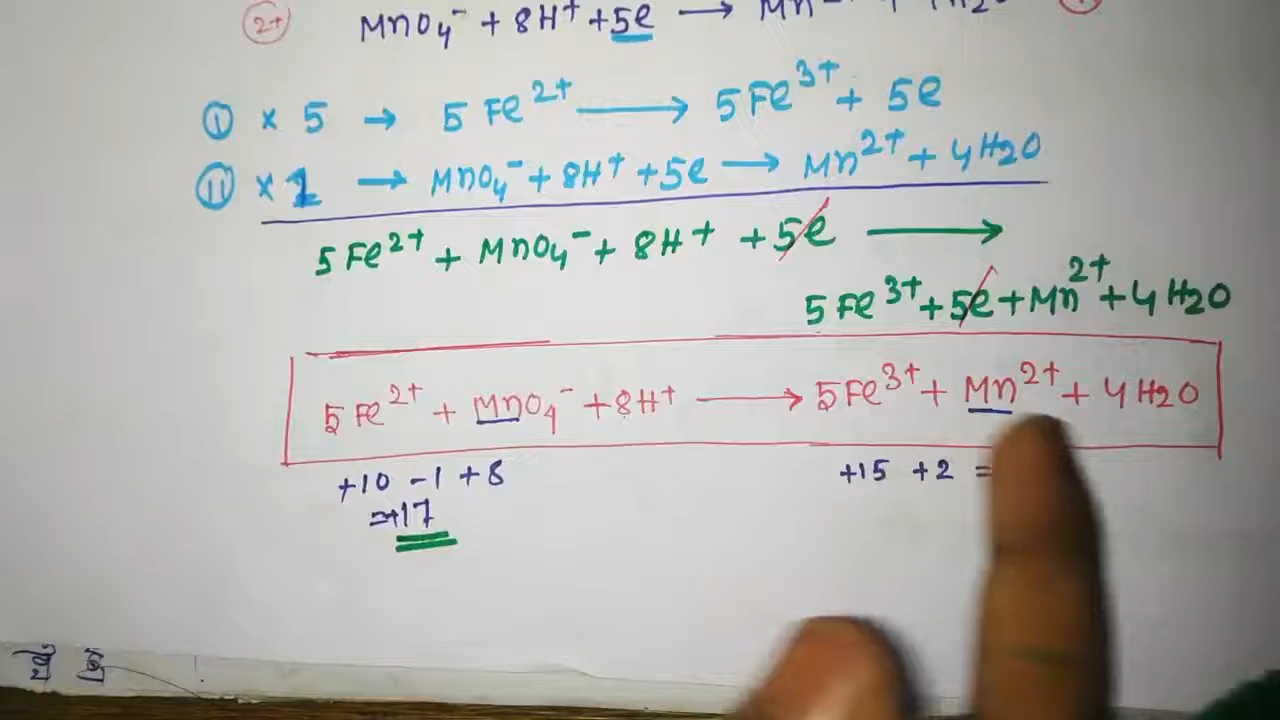 2+ MnO4⁻ + 8H⁺ + 5e ⟶
① × 5 → 5Fe²⁺ ⟶ 5Fe³⁺ + 5e
⑪ × 1 → MnO4⁻ + 8H⁺ + 5e ⟶ Mn²⁺ + 4H2O
5Fe²⁺ + MnO4⁻ + 8H⁺ + 5e ⟶
5Fe³⁺ + 5e + Mn²⁺ + 4H2O
5Fe²⁺ + MnO4⁻ + 8H⁺ ⟶ 5Fe³⁺ + Mn²⁺ + 4H2O
+10 -1 +8 +15 +2 =
=+17